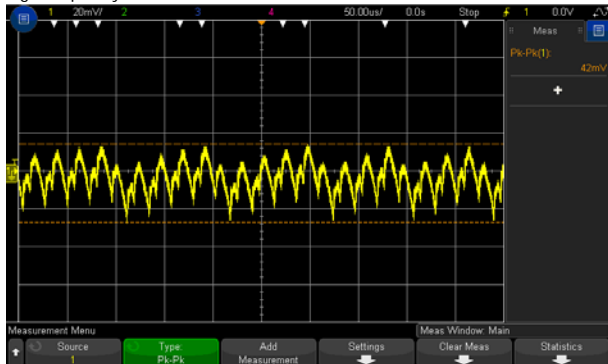 1 20mV/ 2 3 4 50.00us/ 0.0s Stop 1 0.0V
Meas
Pk-Pk(1):
42mV
Measurement Menu
Meas Window: Main
Source
1
Type:
Pk-Pk
Add
Measurement
Settings
Clear Meas
Statistics